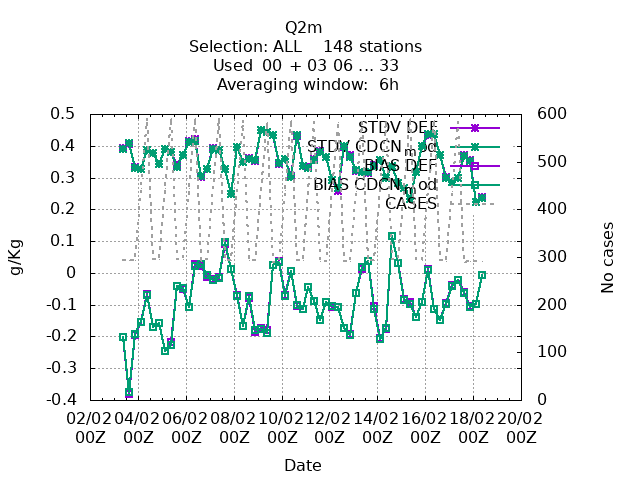 Q2m
Selection: ALL 148 stations
Used 00 + 03 06 ... 33
Averaging window: 6h
0.5 600
STDV DEF
0.4 500
STDV CDCN_mod
BIAS DEF
0.3
BIAS CDCN_mod
0.2 400
CASES
0.1 300
0
-0.1 200
-0.2
-0.3 100
-0.4 0
g/Kg
No cases
02/02 04/02 06/02 08/02 10/02 12/02 14/02 16/02 18/02 20/02
00Z 00Z 00Z 00Z 00Z 00Z 00Z 00Z 00Z 00Z
Date